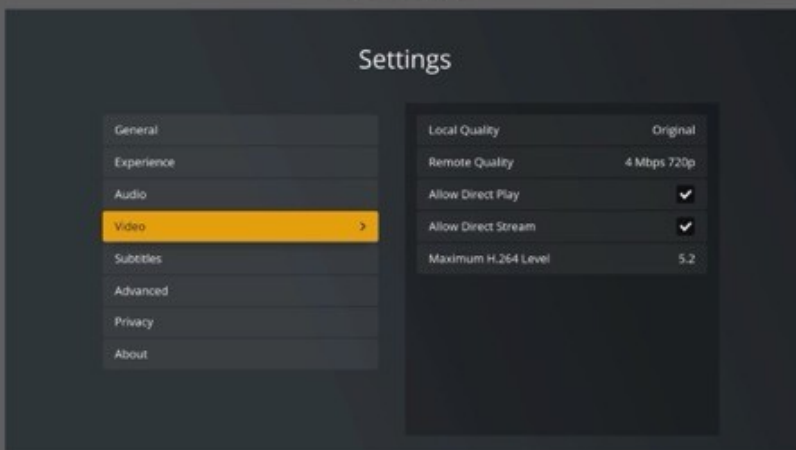 Settings
General
Experience
Audio
Video
Subtitles
Advanced
Privacy
About
Local Quality Original
Remote Quality 4 Mbps 720p
Allow Direct Play
Allow Direct Stream
Maximum H.264 Level 5.2